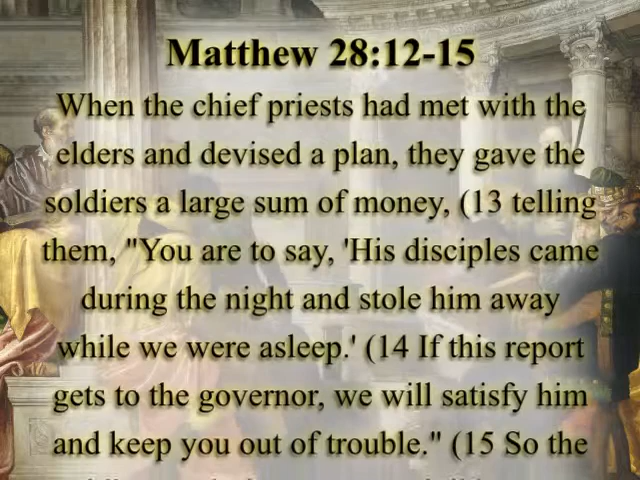 Matthew 28:12-15
When the chief priests had met with the
elders and devised a plan, they gave the
soldiers a large sum of money, (13 telling
them, "You are to say, 'His disciples came
during the night and stole him away
while we were asleep.' (14 If this report
gets to the governor, we will satisfy him
and keep you out of trouble." (15 So the